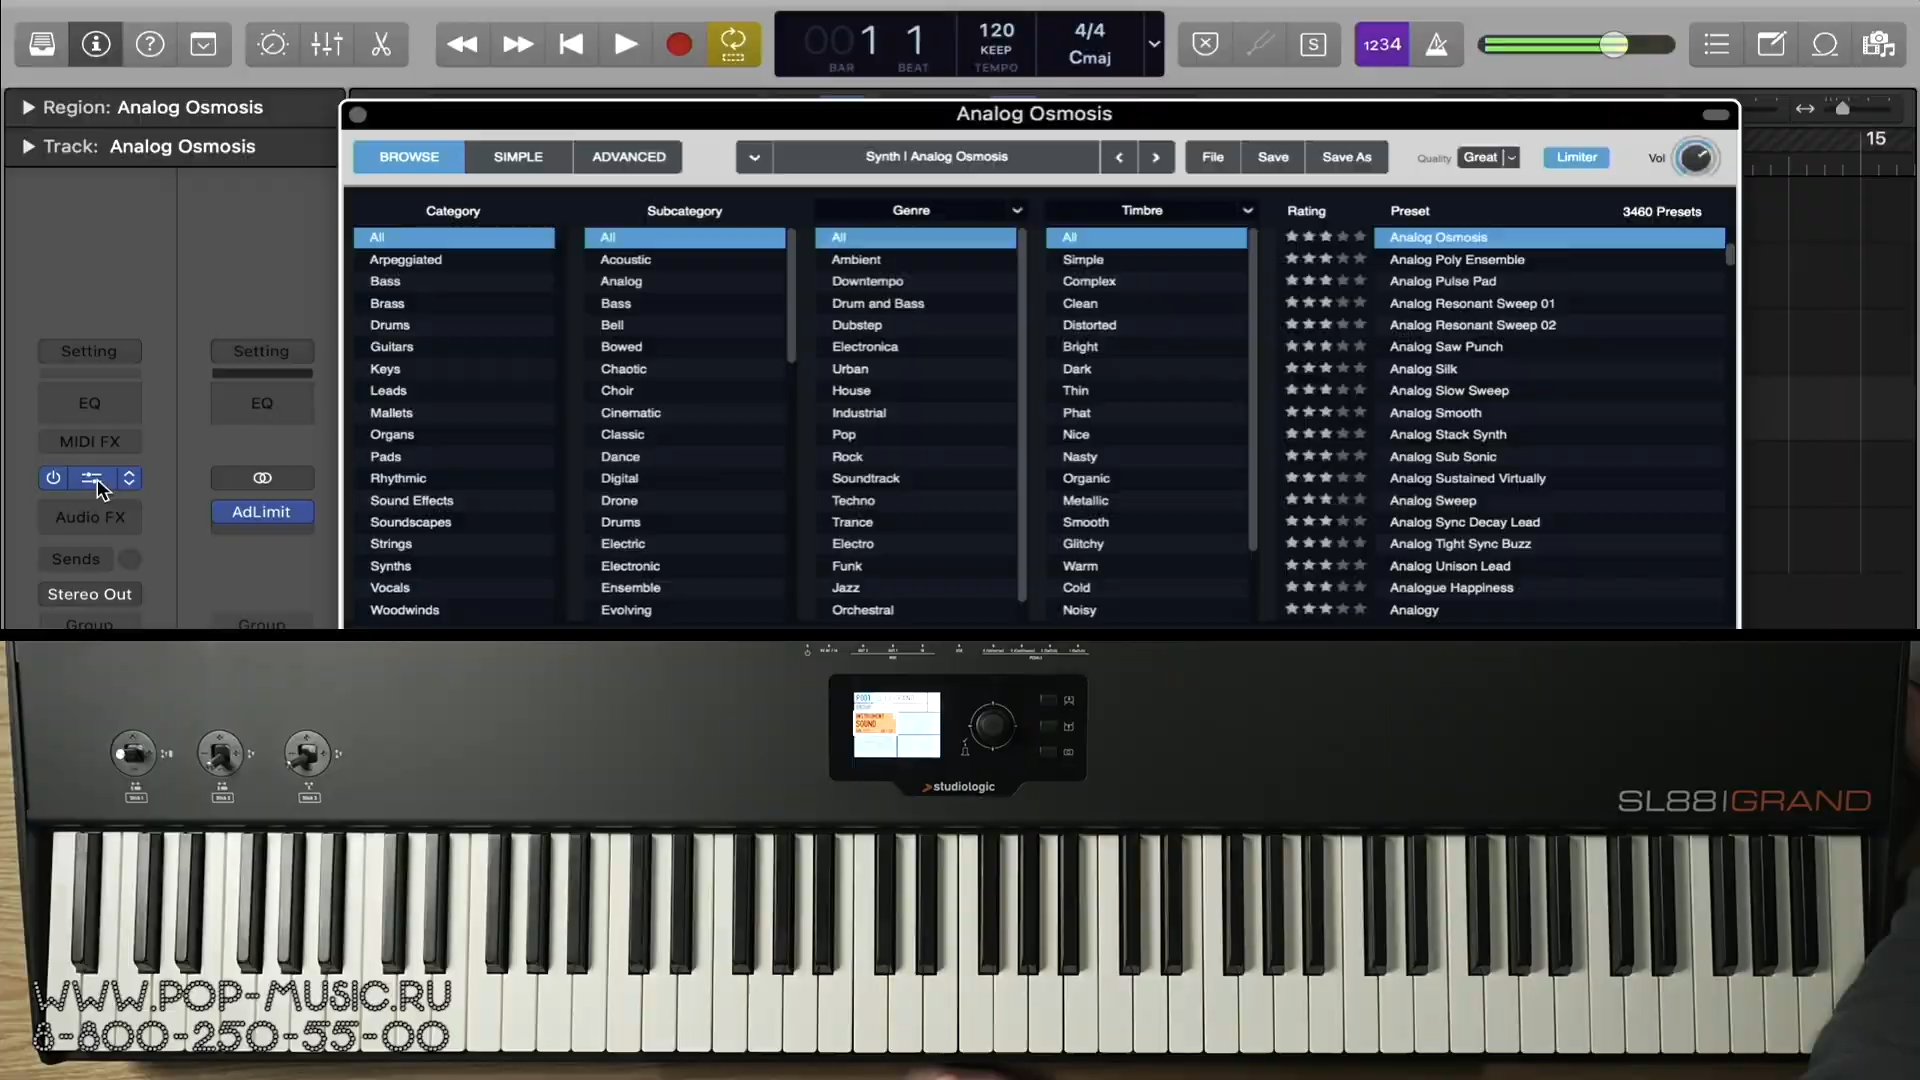 001 1
BAR BEAT
120
KEEP
TEMPO
4/4
Cmaj
S
1234
Region: Analog Osmosis
Track: Analog Osmosis
15
Setting
EQ
MIDI FX
Audio FX
Sends
Stereo Out
Group
Setting
EQ
AdLimit
Group
Analog Osmosis
BROWSE SIMPLE ADVANCED
Synth | Analog Osmosis
File Save Save As
Quality Great
Limiter
Vol
Category
All
Arpeggiated
Bass
Brass
Drums
Guitars
Keys
Leads
Mallets
Organs
Pads
Rhythmic
Sound Effects
Soundscapes
Strings
Synths
Vocals
Woodwinds
Subcategory
All
Acoustic
Analog
Bass
Bell
Bowed
Chaotic
Choir
Cinematic
Classic
Dance
Digital
Drone
Drums
Electric
Electronic
Ensemble
Evolving
Genre
All
Ambient
Downtempo
Drum and Bass
Dubstep
Electronica
Urban
House
Industrial
Pop
Rock
Soundtrack
Techno
Trance
Electro
Funk
Jazz
Orchestral
Timbre
All
Simple
Complex
Clean
Distorted
Bright
Dark
Thin
Phat
Nice
Nasty
Organic
Metallic
Smooth
Glitchy
Warm
Cold
Noisy
Rating
Preset 3460 Presets
Analog Osmosis
Analog Poly Ensemble
Analog Pulse Pad
Analog Resonant Sweep 01
Analog Resonant Sweep 02
Analog Saw Punch
Analog Silk
Analog Slow Sweep
Analog Smooth
Analog Stack Synth
Analog Sub Sonic
Analog Sustained Virtually
Analog Sweep
Analog Sync Decay Lead
Analog Tight Sync Buzz
Analog Unison Lead
Analogue Happiness
Analogy
P001
INSTRUMENT
SOUND
studiologic
SL88|GRAND
WWW.POP-MUSIC.RU
8-800-250-55-00